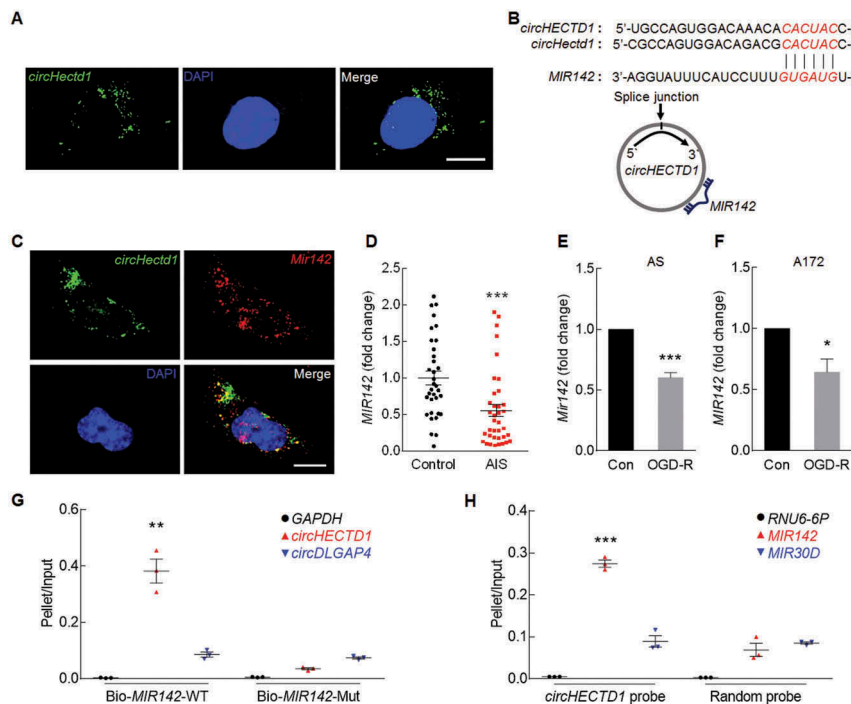 A
circHectd1
DAPI
Merge
B
circHECTD1 : 5'-UGCCAGUGGACAAACACACUACC-
circHectd1 : 5'-CGCCAGUGGACAGACGCACUACC-
MIR142 : 3'-AGGUAUUUCAUCCUUUGUGAUGU-
Splice junction
5'
3'
circHECTD1
MIR142
C
circHectd1
Mir142
DAPI
Merge
D
MIR142 (fold change)
2.5
2.0
1.5
1.0
0.5
0.0
***
Control
AIS
E
AS
Mir142 (fold change)
1.5
1.0
0.5
0.0
***
Con
OGD-R
F
A172
MIR142 (fold change)
1.5
1.0
0.5
0.0
*
Con
OGD-R
G
Pellet/Input
0.6
0.4
0.2
0.0
**
GAPDH
circHECTD1
circDLGAP4
Bio-MIR142-WT
Bio-MIR142-Mut
H
Pellet/Input
0.4
0.3
0.2
0.1
0.0
***
RNU6-6P
MIR142
MIR30D
circHECTD1 probe
Random probe